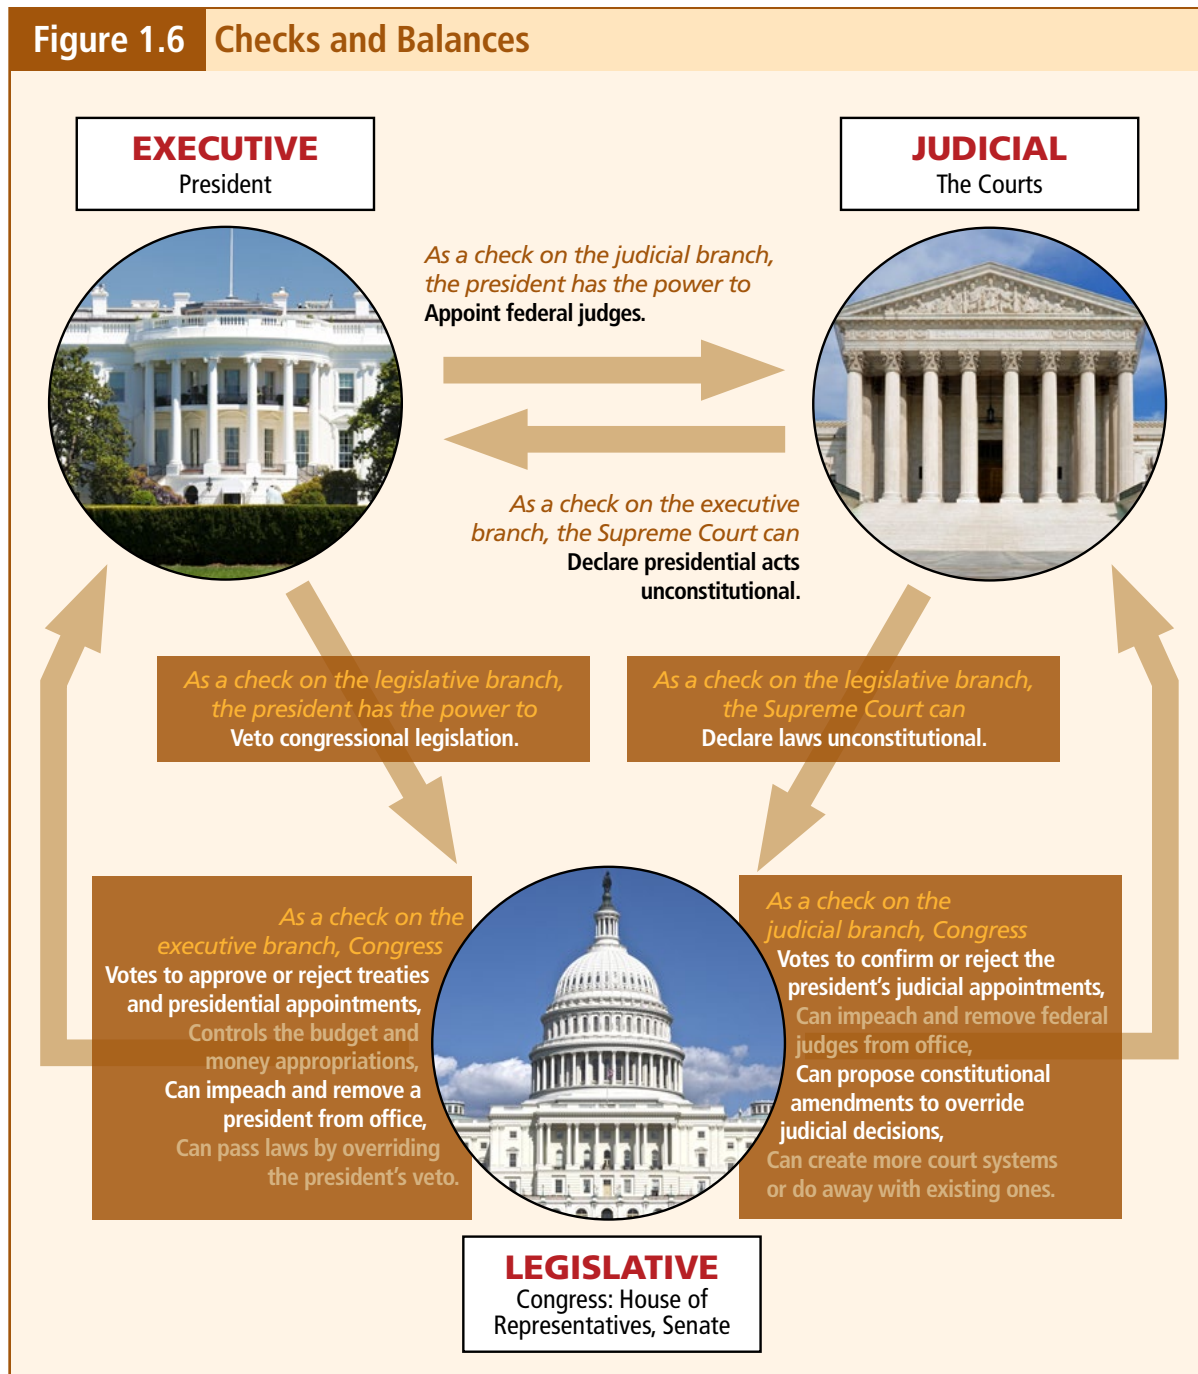 Figure 1.6 Checks and Balances
EXECUTIVE
President
JUDICIAL
The Courts
As a check on the judicial branch,
the president has the power to
Appoint federal judges.
As a check on the executive
branch, the Supreme Court can
Declare presidential acts
unconstitutional.
As a check on the legislative branch,
the president has the power to
Veto congressional legislation.
As a check on the legislative branch,
the Supreme Court can
Declare laws unconstitutional.
As a check on the
executive branch, Congress
Votes to approve or reject treaties
and presidential appointments,
Controls the budget and
money appropriations,
Can impeach and remove a
president from office,
Can pass laws by overriding
the president’s veto.
As a check on the
judicial branch, Congress
Votes to confirm or reject the
president’s judicial appointments,
Can impeach and remove federal
judges from office,
Can propose constitutional
amendments to override
judicial decisions,
Can create more court systems
or do away with existing ones.
LEGISLATIVE
Congress: House of
Representatives, Senate